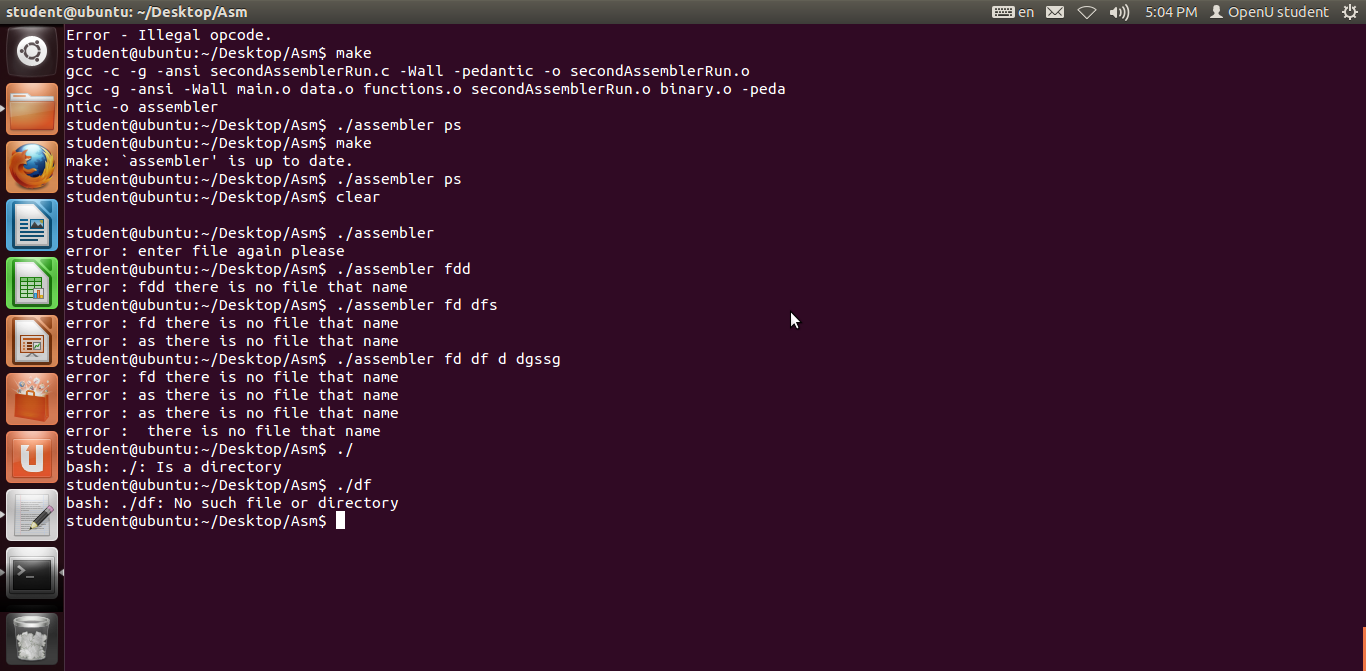 student@ubuntu: ~/Desktop/Asm
en
5:04 PM
OpenU student
Error - Illegal opcode.
student@ubuntu:~/Desktop/Asm$ make
gcc -c -g -ansi secondAssemblerRun.c -Wall -pedantic -o secondAssemblerRun.o
gcc -g -ansi -Wall main.o data.o functions.o secondAssemblerRun.o binary.o -peda
ntic -o assembler
student@ubuntu:~/Desktop/Asm$ ./assembler ps
student@ubuntu:~/Desktop/Asm$ make
make: `assembler' is up to date.
student@ubuntu:~/Desktop/Asm$ ./assembler ps
student@ubuntu:~/Desktop/Asm$ clear
student@ubuntu:~/Desktop/Asm$ ./assembler
error : enter file again please
student@ubuntu:~/Desktop/Asm$ ./assembler fdd
error : fdd there is no file that name
student@ubuntu:~/Desktop/Asm$ ./assembler fd dfs
error : fd there is no file that name
error : as there is no file that name
student@ubuntu:~/Desktop/Asm$ ./assembler fd df d dgssg
error : fd there is no file that name
error : as there is no file that name
error : as there is no file that name
error :  there is no file that name
student@ubuntu:~/Desktop/Asm$ ./
bash: ./: Is a directory
student@ubuntu:~/Desktop/Asm$ ./df
bash: ./df: No such file or directory
student@ubuntu:~/Desktop/Asm$